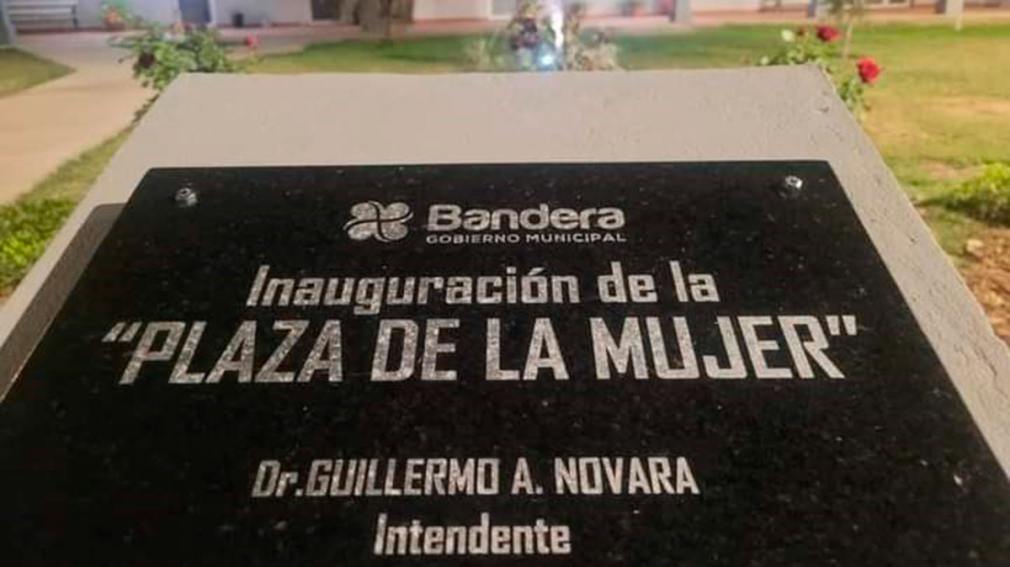 Bandera
GOBIERNO MUNICIPAL
Inauguración de la
“PLAZA DE LA MUJER”
Dr.GUILLERMO A. NOVARA
Intendente